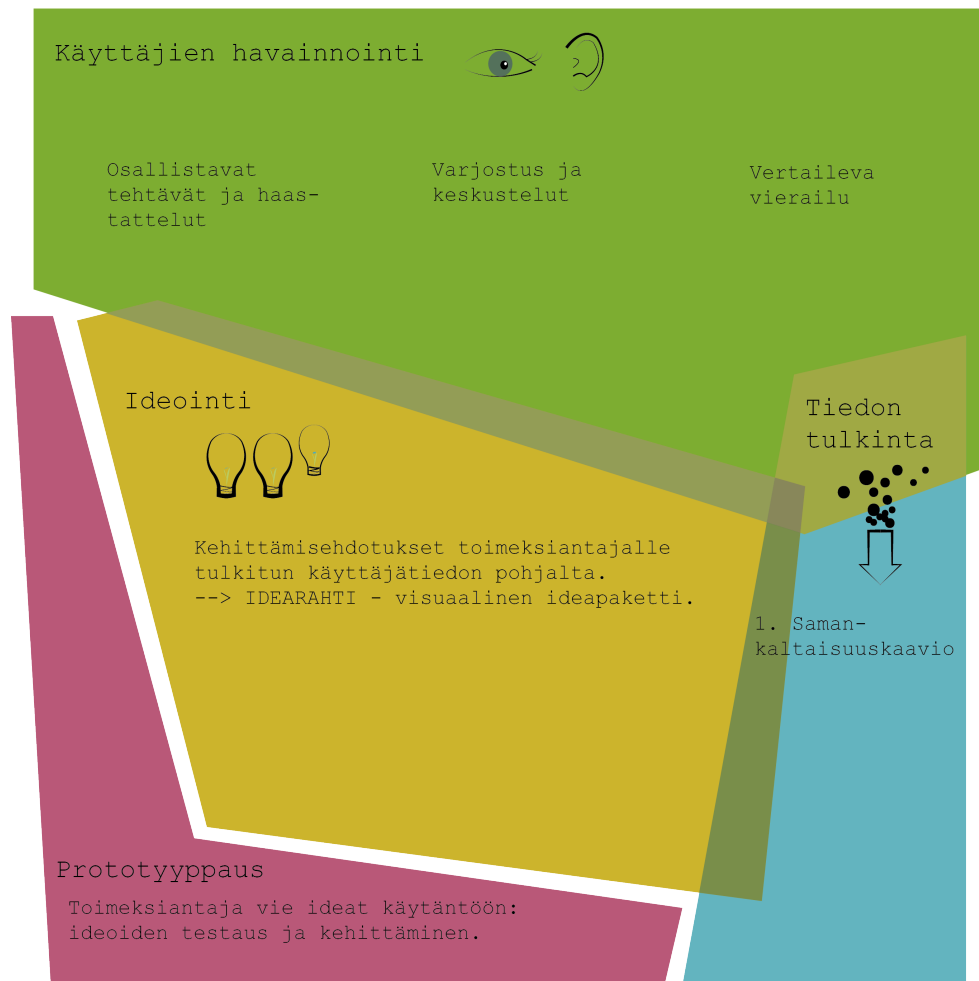 Käyttäjien havainnointi
Osallistavat
tehtävät ja haas-
tattelut
Varjostus ja
keskustelut
Vertaileva
vierailu
Ideointi
Kehittämisehdotukset toimeksiantajalle
tulkitun käyttäjätiedon pohjalta.
--> IDEARAHTI - visuaalinen ideapaketti.
Tiedon
tulkinta
1. Saman-
kaltaisuuskaavio
Prototyyppaus
Toimeksiantaja vie ideat käytäntöön:
ideoiden testaus ja kehittäminen.